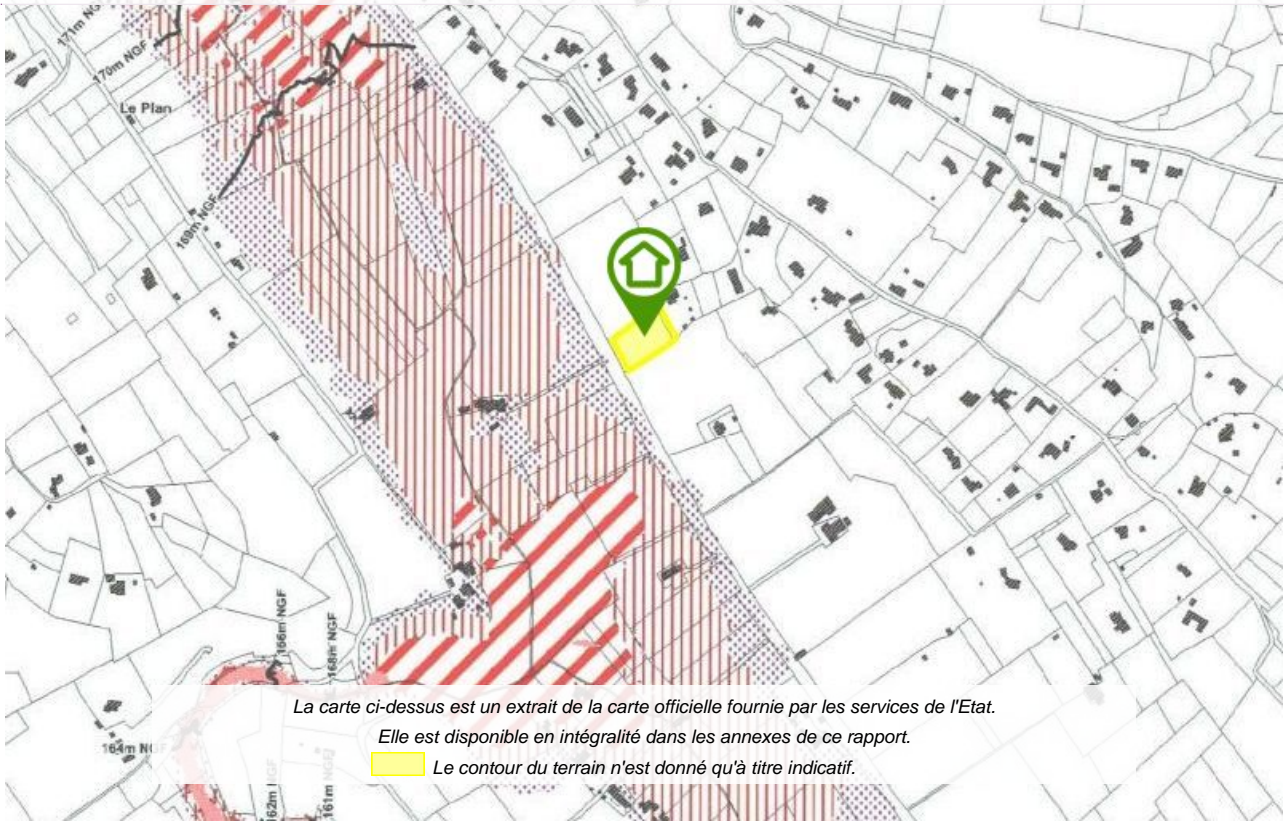 171m NGF
170m NGF
Le Plan
169m NGF
166m NGF
168m NGF
164m NGF
162m NGF
161m NGF
La carte ci-dessus est un extrait de la carte officielle fournie par les services de l'Etat.
Elle est disponible en intégralité dans les annexes de ce rapport.
Le contour du terrain n'est donné qu'à titre indicatif.